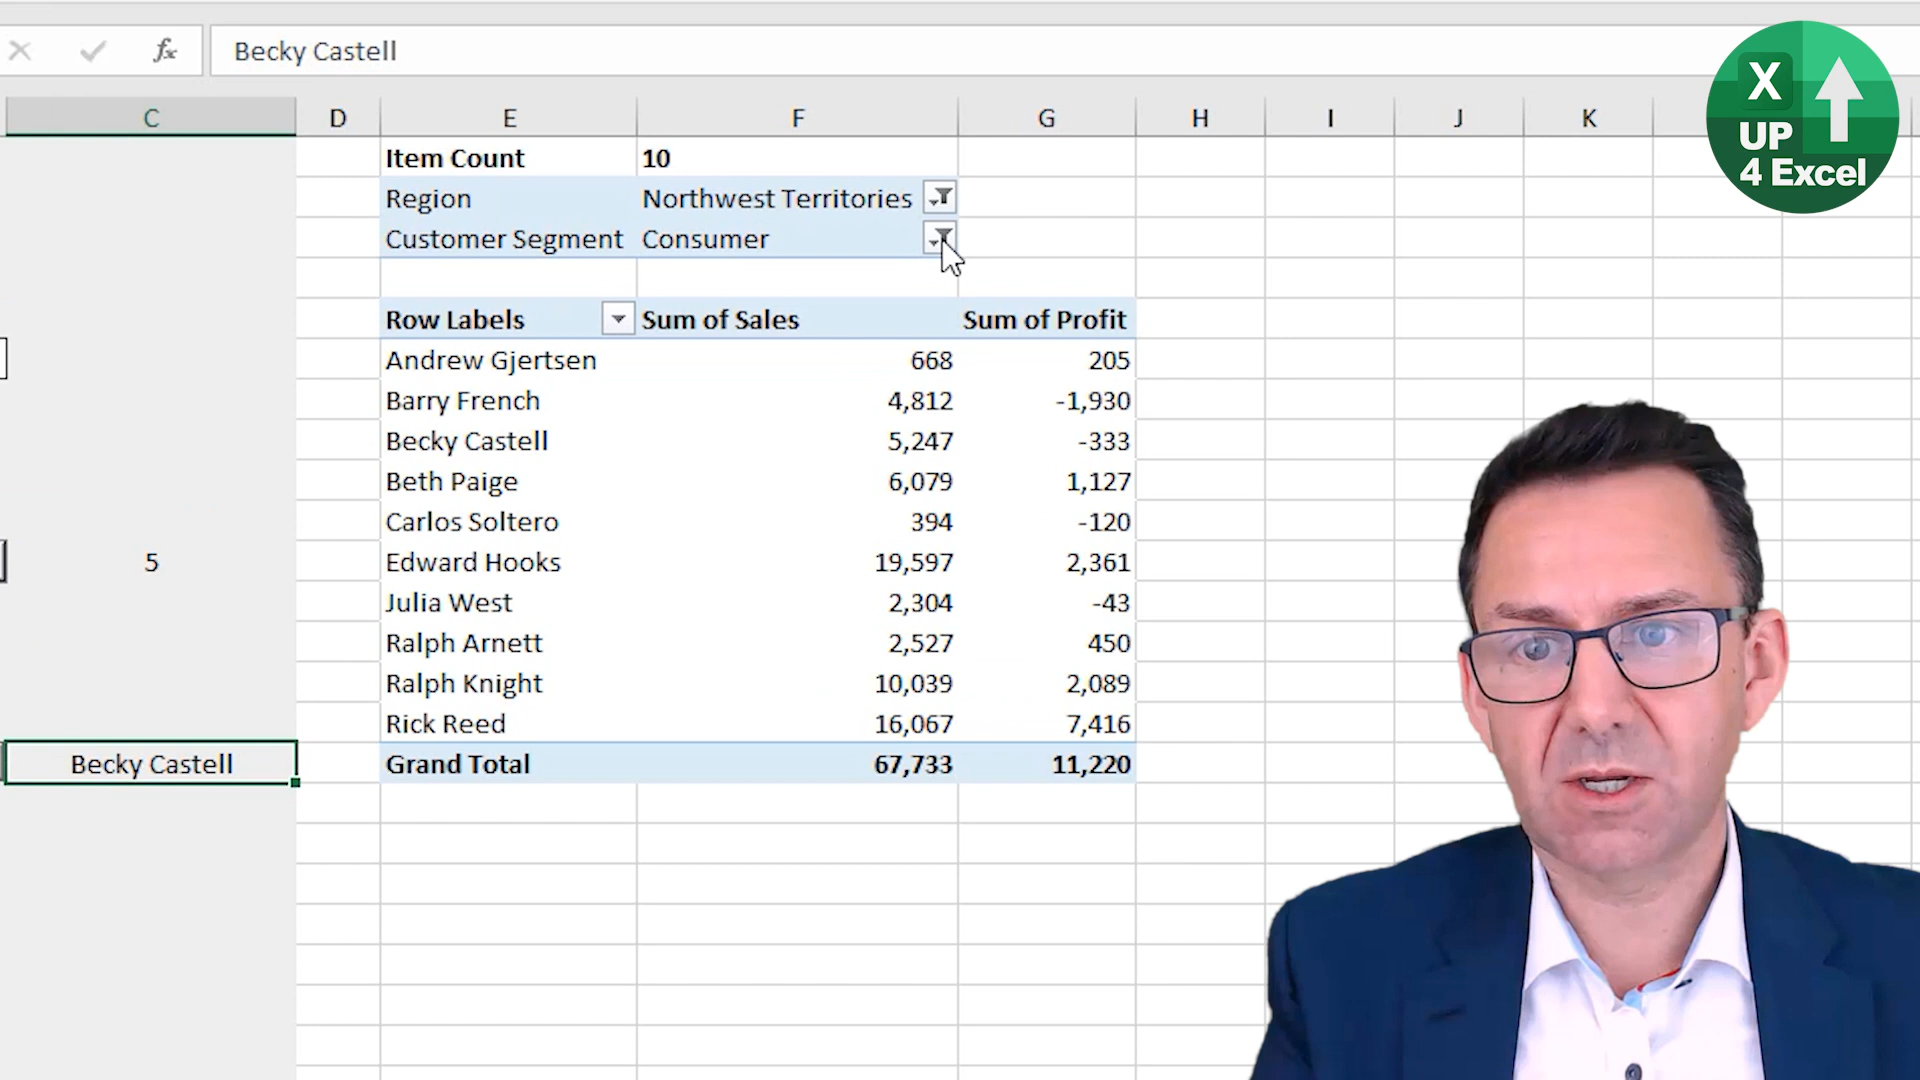 fx Becky Castell
X
UP
4 Excel
C D E F G H I J K
Item Count 10
Region Northwest Territories
Customer Segment Consumer
Row Labels Sum of Sales Sum of Profit
Andrew Gjertsen 668 205
Barry French 4,812 -1,930
Becky Castell 5,247 -333
Beth Paige 6,079 1,127
Carlos Soltero 394 -120
5 Edward Hooks 19,597 2,361
Julia West 2,304 -43
Ralph Arnett 2,527 450
Ralph Knight 10,039 2,089
Rick Reed 16,067 7,416
Becky Castell Grand Total 67,733 11,220